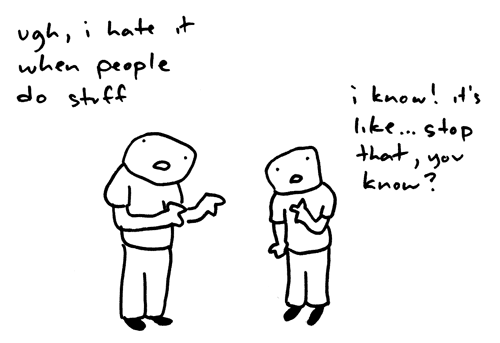 ugh, i hate it
when people
do stuff
i know! it's
like... stop
that, you
know?